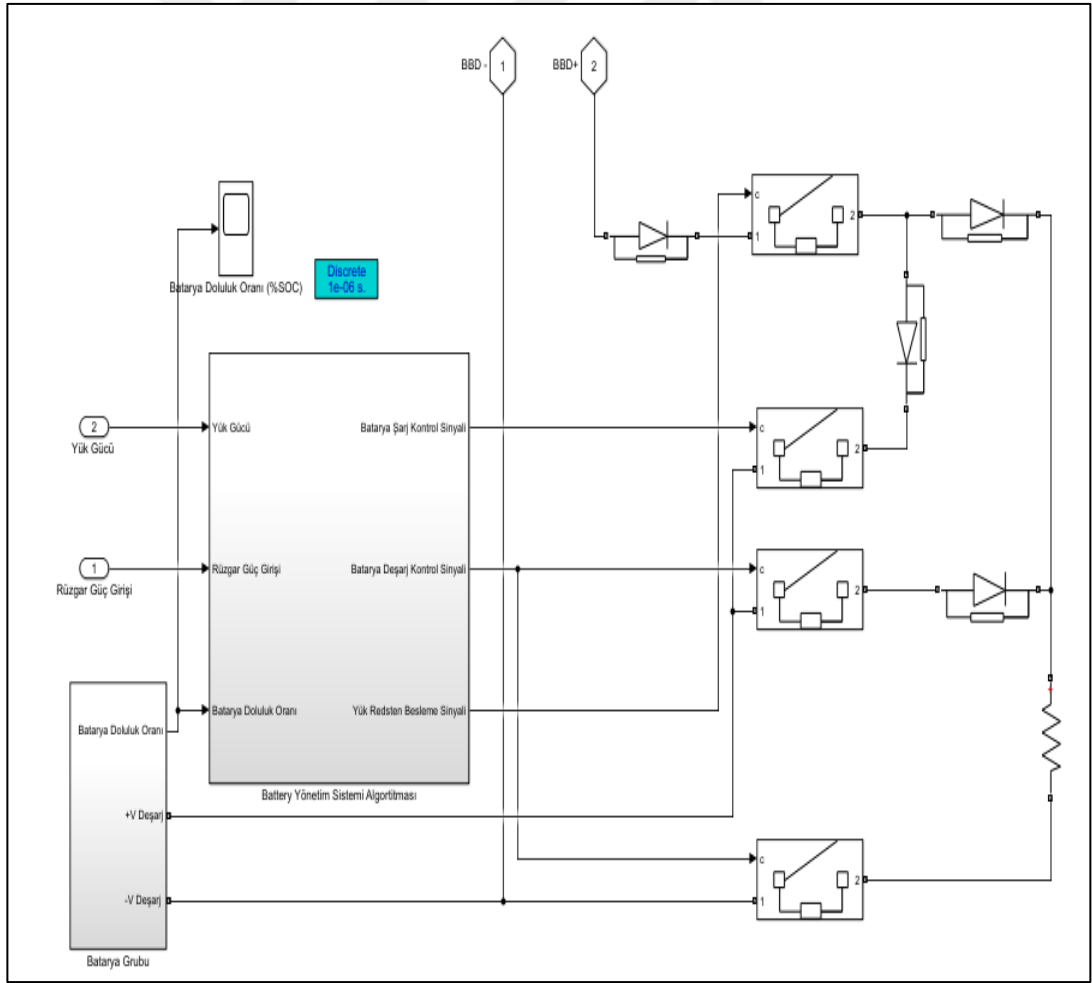 BBD -
1
BBD+
2
c
1
2
Batarya Doluluk Oranı (%SOC)
Discrete
1e-06 s.
2
Yük Gücü
Yük Gücü
Batarya Şarj Kontrol Sinyali
c
1
2
1
Rüzgar Güç Girişi
Rüzgar Güç Girişi
Batarya Deşarj Kontrol Sinyali
c
1
2
Batarya Doluluk Oranı
Yük Redsten Besleme Sinyali
Battery Yönetim Sistemi Algortitması
Batarya Doluluk Oranı
+V Deşarj
-V Deşarj
Batarya Grubu
+
c
1
2